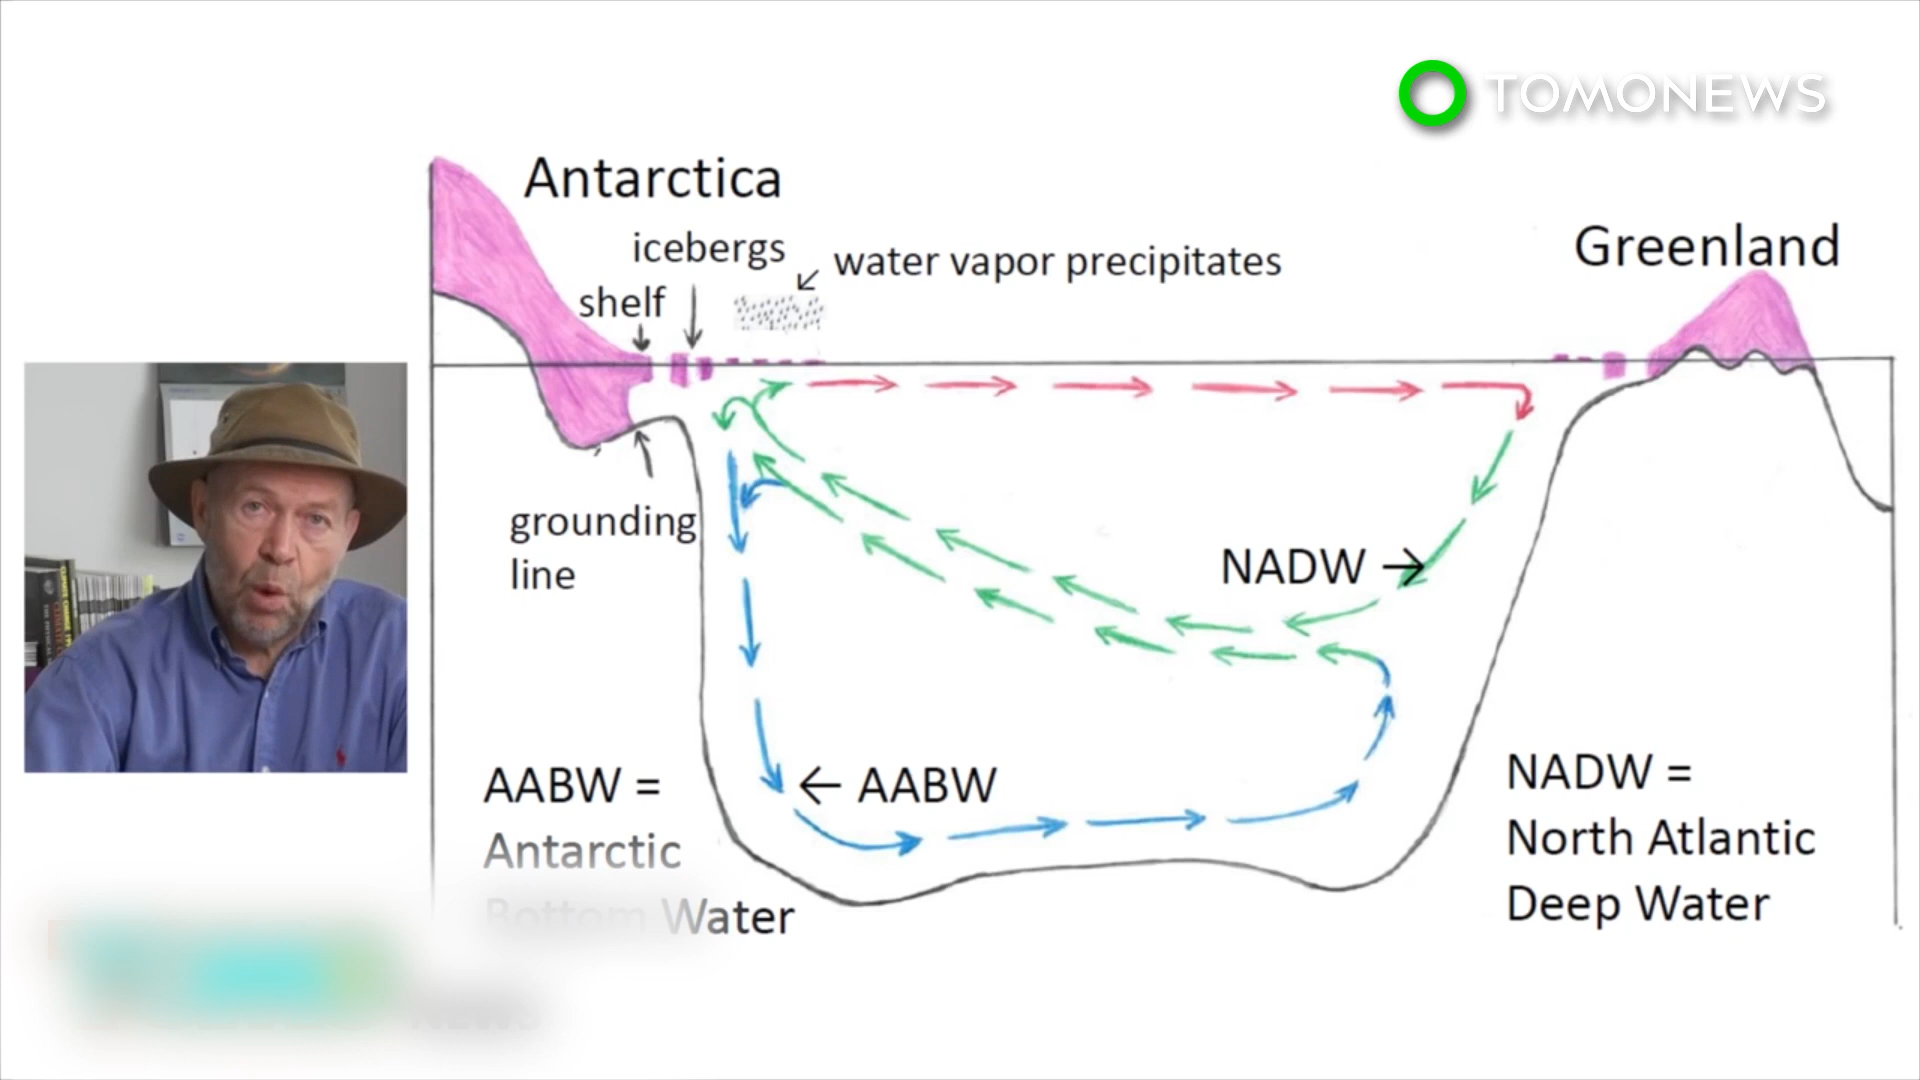 TOMONEWS
Antarctica
icebergs
water vapor precipitates
shelf
Greenland
grounding
line
NADW →
AABW =
Antarctic
Bottom Water
← AABW
NADW =
North Atlantic
Deep Water